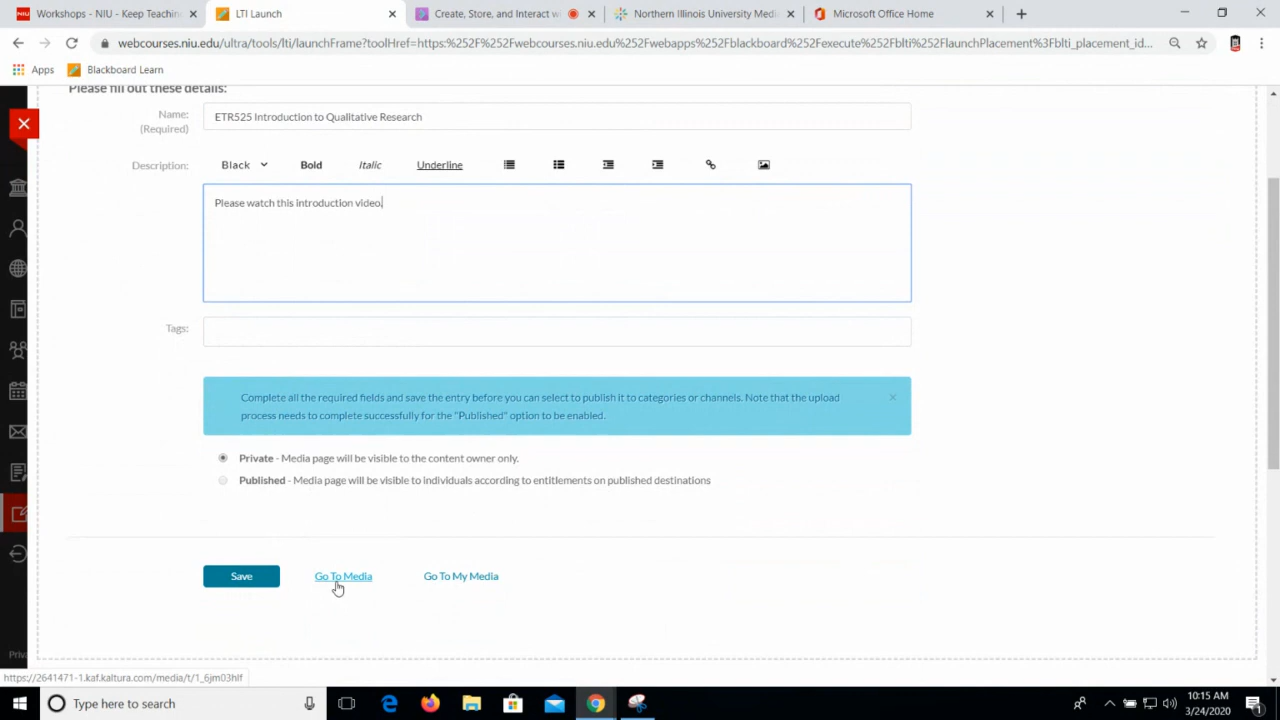 Workshops - NIU - Keep Teaching
LTI Launch
Create, Store, and Interact w
Northern Illinois University Medi
Microsoft Office Home
webcourses.niu.edu/ultra/tools/lti/launchFrame?toolHref=https:%252F%252Fwebcourses.niu.edu%252Fwebapps%252Fblackboard%252Fexecute%252Fblti%252FlaunchPlacement%3Fblti_placement_id...
Apps
Blackboard Learn
Please fill out these details:
Name:
(Required)
ETR525 Introduction to Qualitative Research
Description:
Black
Bold
Italic
Underline
Please watch this introduction video.
Tags:
Complete all the required fields and save the entry before you can select to publish it to categories or channels. Note that the upload
process needs to complete successfully for the "Published" option to be enabled.
Private - Media page will be visible to the content owner only.
Published - Media page will be visible to individuals according to entitlements on published destinations
Save
Go To Media
Go To My Media
Priva
https://2641471-1.kaf.kaltura.com/media/t/1_6jm03hlf
Type here to search
10:15 AM
3/24/2020
1